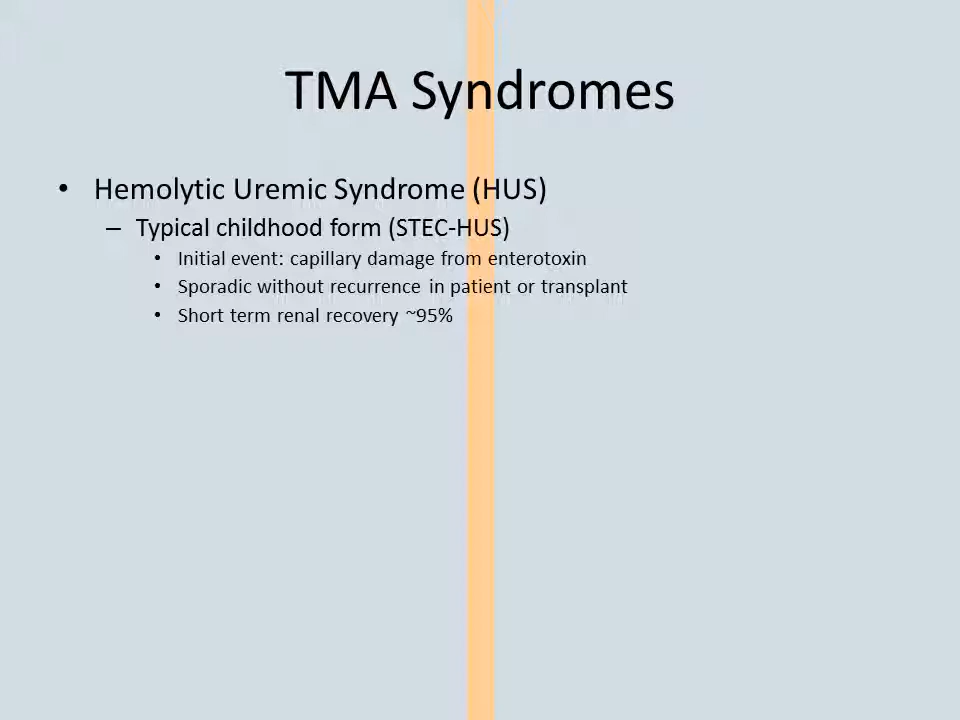 TMA Syndromes
• Hemolytic Uremic Syndrome (HUS)
– Typical childhood form (STEC-HUS)
• Initial event: capillary damage from enterotoxin
• Sporadic without recurrence in patient or transplant
• Short term renal recovery ~95%